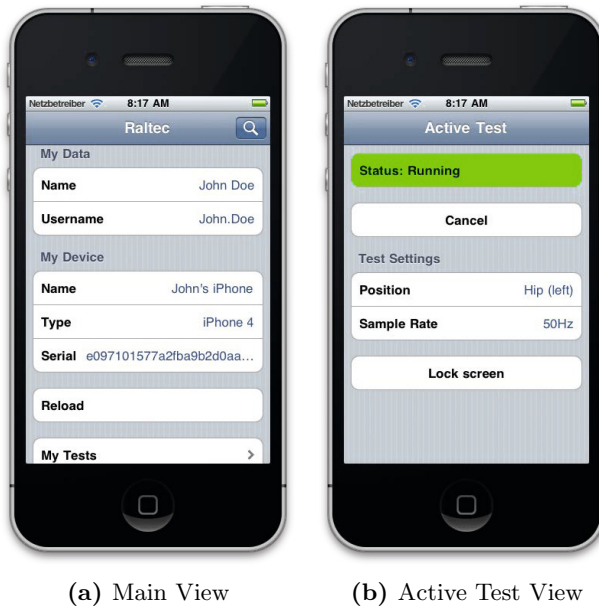 Netzbetreiber 8:17 AM
Raltec
My Data
Name John Doe
Username John.Doe
My Device
Name John's iPhone
Type iPhone 4
Serial e097101577a2fba9b2d0aa...
Reload
My Tests
(a) Main View
Netzbetreiber 8:17 AM
Active Test
Status: Running
Cancel
Test Settings
Position Hip (left)
Sample Rate 50Hz
Lock screen
(b) Active Test View